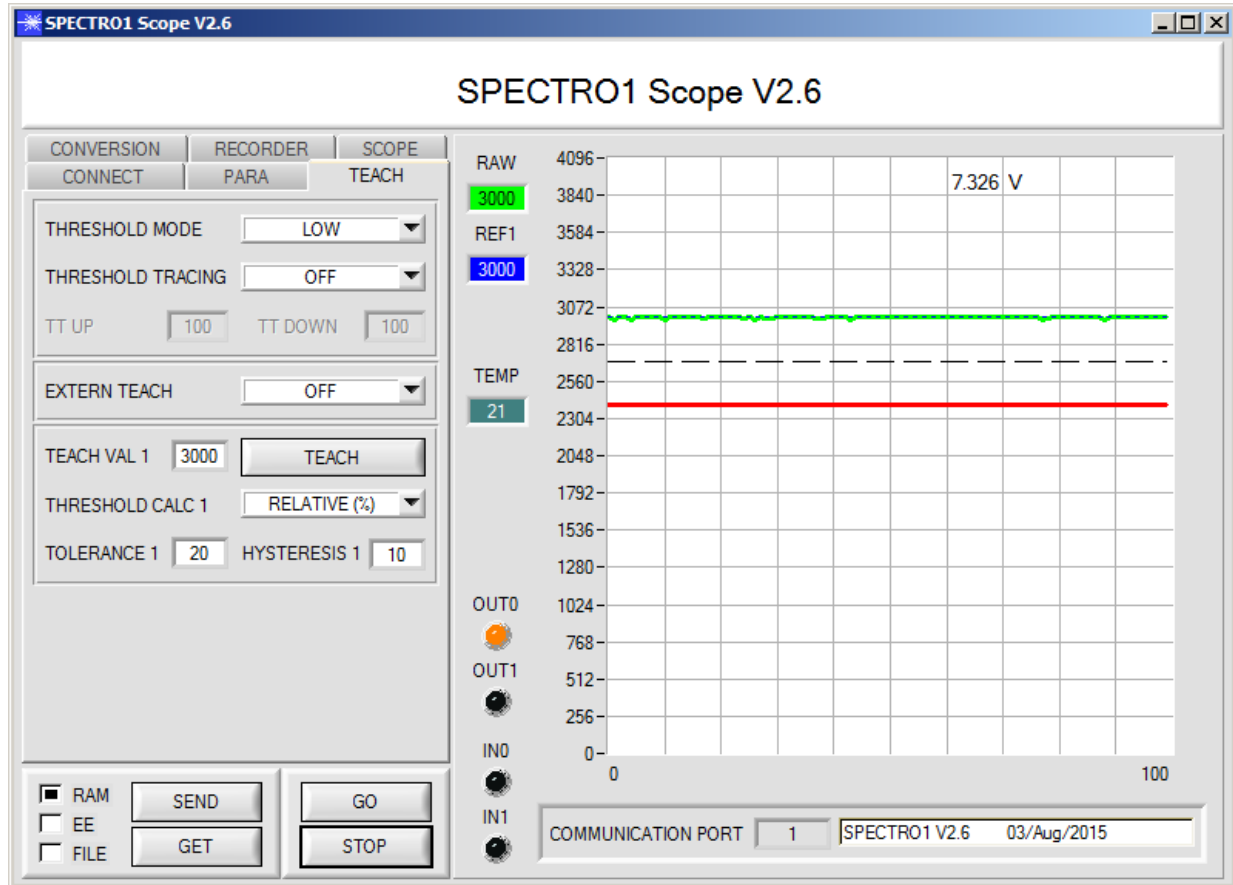 SPECTRO1 Scope V2.6
SPECTRO1 Scope V2.6
CONVERSION RECORDER SCOPE
CONNECT PARA TEACH
THRESHOLD MODE LOW
THRESHOLD TRACING OFF
TT UP 100 TT DOWN 100
EXTERN TEACH OFF
TEACH VAL 1 3000 TEACH
THRESHOLD CALC 1 RELATIVE (%)
TOLERANCE 1 20 HYSTERESIS 1 10
RAM SEND
EE
FILE GET
GO
STOP
RAW
3000
REF1
3000
TEMP
21
OUT0
OUT1
IN0
IN1
7.326 V
4096
3840
3584
3328
3072
2816
2560
2304
2048
1792
1536
1280
1024
768
512
256
0
0 100
COMMUNICATION PORT 1 SPECTRO1 V2.6 03/Aug/2015